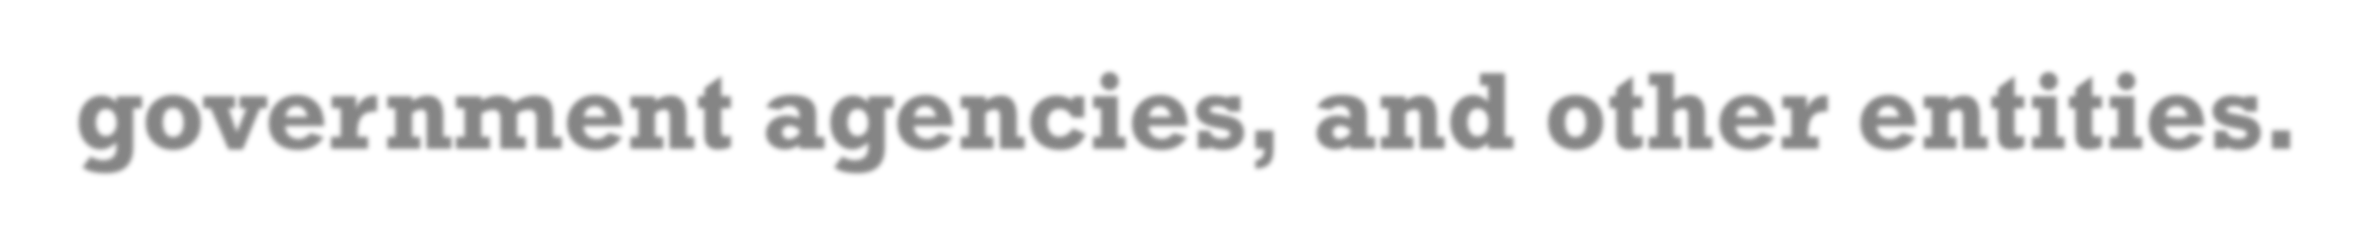 government agencies, and other entities.